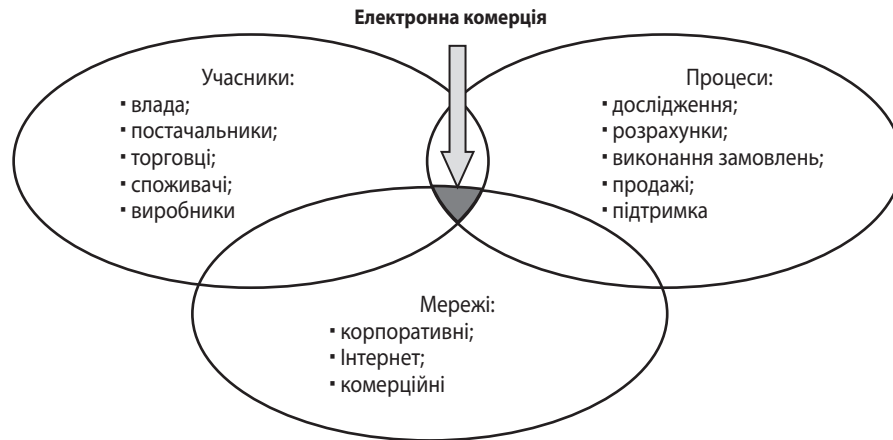 Електронна комерція
Учасники:
▪ влада;
▪ постачальники;
▪ торговці;
▪ споживачі;
▪ виробники
Процеси:
▪ дослідження;
▪ розрахунки;
▪ виконання замовлень;
▪ продажі;
▪ підтримка
Мережі:
▪ корпоративні;
▪ Інтернет;
▪ комерційні